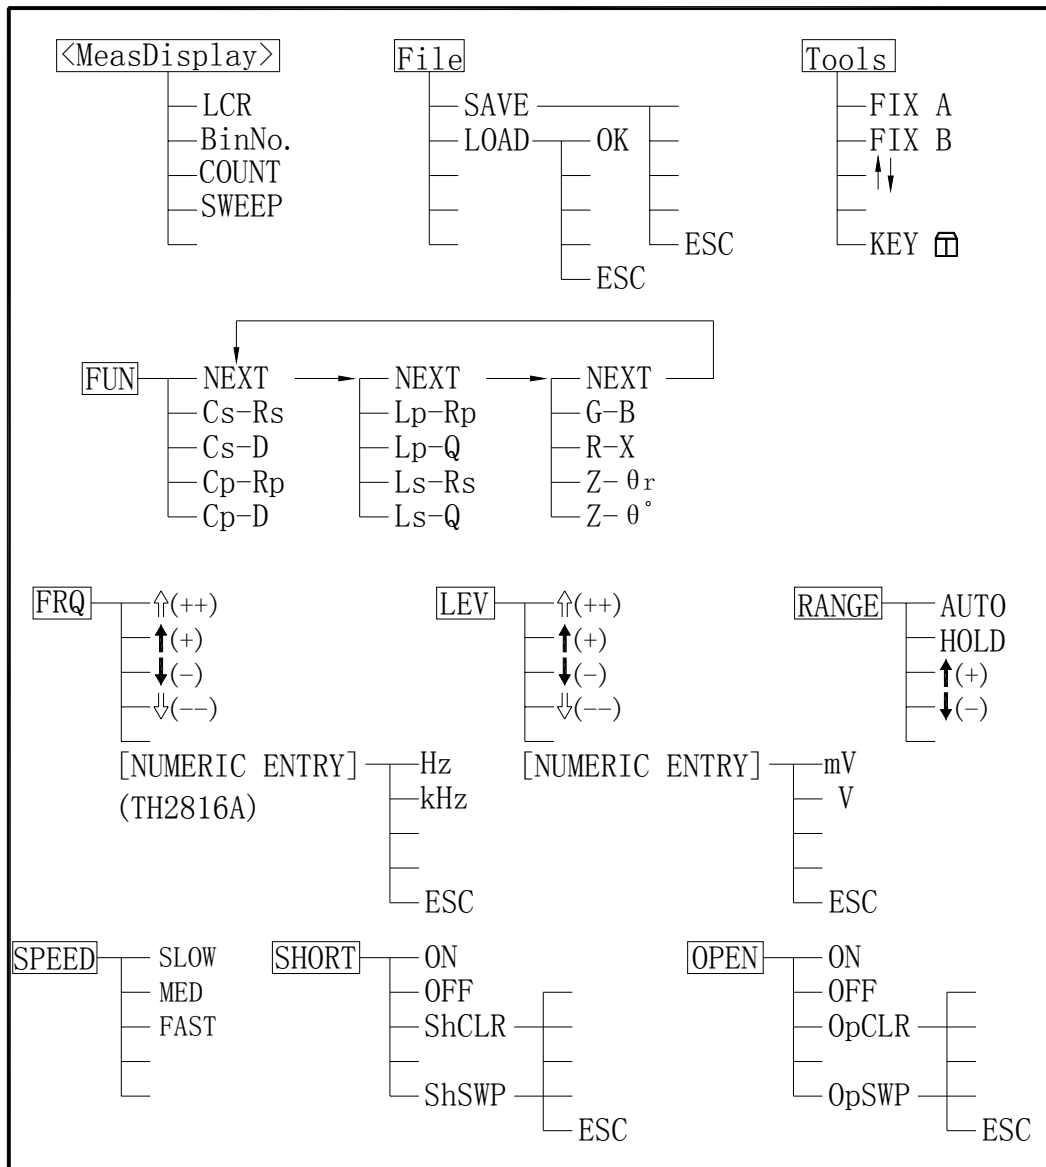 <MeasDisplay>
LCR
BinNo.
COUNT
SWEEP
File
SAVE
LOAD
OK
ESC
ESC
Tools
FIX A
FIX B
↑↓
KEY
FUN
NEXT
Cs-Rs
Cs-D
Cp-Rp
Cp-D
NEXT
Lp-Rp
Lp-Q
Ls-Rs
Ls-Q
NEXT
G-B
R-X
Z-θr
Z-θ°
FRQ
⇧(++)
↑(+)
↓(-)
⇩(--)
[NUMERIC ENTRY]
(TH2816A)
Hz
kHz
ESC
LEV
⇧(++)
↑(+)
↓(-)
⇩(--)
[NUMERIC ENTRY]
mV
V
ESC
RANGE
AUTO
HOLD
↑(+)
↓(-)
SPEED
SLOW
MED
FAST
SHORT
ON
OFF
ShCLR
ShSWP
ESC
OPEN
ON
OFF
OpCLR
OpSWP
ESC